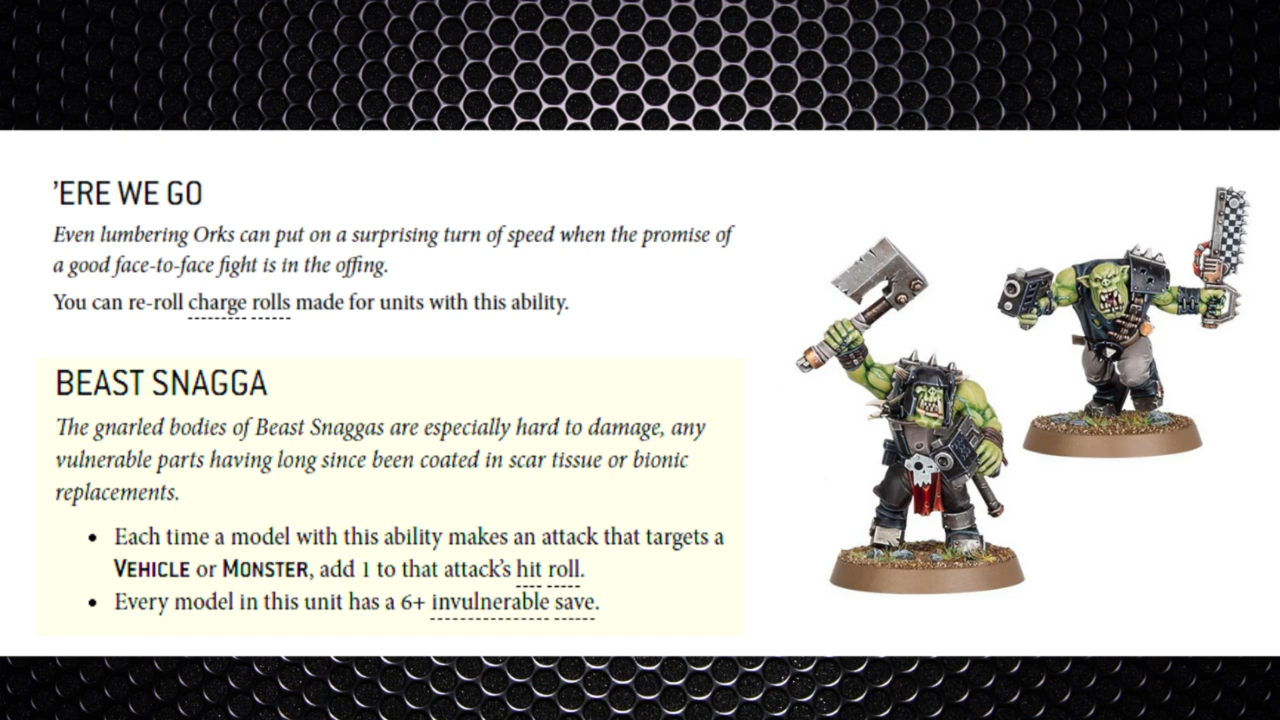 'ERE WE GO
Even lumbering Orks can put on a surprising turn of speed when the promise of
a good face-to-face fight is in the offing.
You can re-roll charge rolls made for units with this ability.
BEAST SNAGGA
The gnarled bodies of Beast Snaggas are especially hard to damage, any
vulnerable parts having long since been coated in scar tissue or bionic
replacements.
• Each time a model with this ability makes an attack that targets a
VEHICLE or MONSTER, add 1 to that attack's hit roll.
• Every model in this unit has a 6+ invulnerable save.